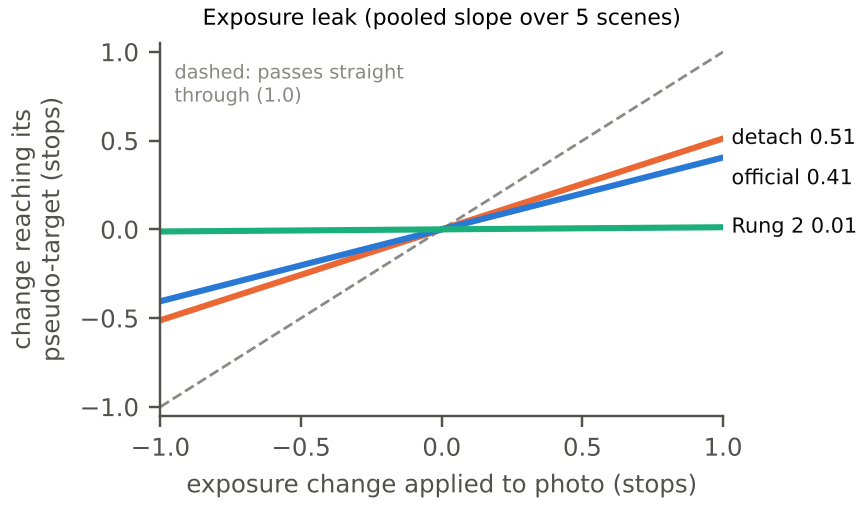 Exposure leak (pooled slope over 5 scenes)
1.0
0.5
0.0
−0.5
−1.0
change reaching its
pseudo-target (stops)
dashed: passes straight
through (1.0)
detach 0.51
official 0.41
Rung 2 0.01
−1.0
−0.5
0.0
0.5
1.0
exposure change applied to photo (stops)